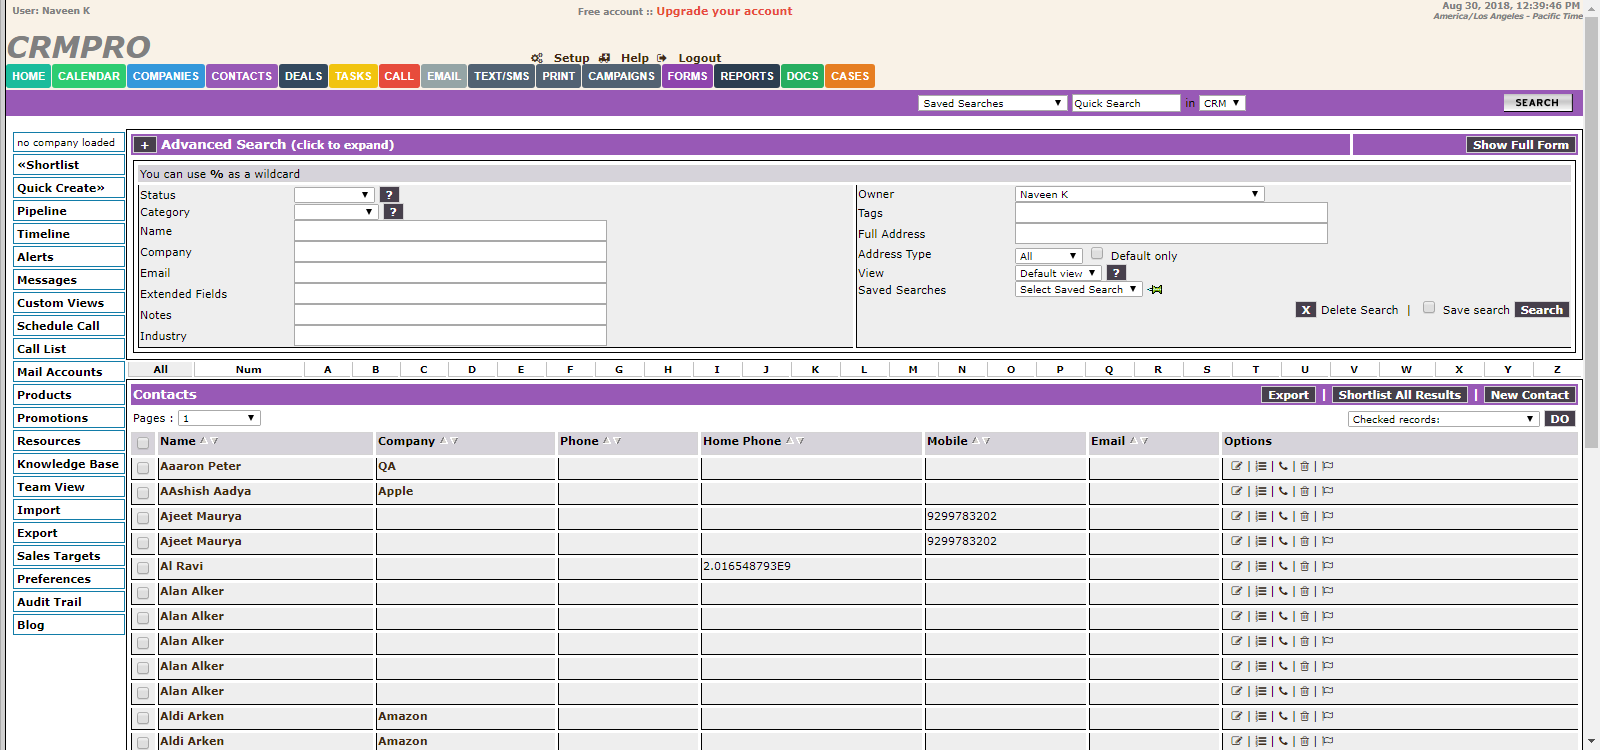 User: Naveen K
Free account :: Upgrade your account
Aug 30, 2018, 12:39:46 PM
America/Los Angeles - Pacific Time
CRMPRO
Setup Help Logout
HOME CALENDAR COMPANIES CONTACTS DEALS TASKS CALL EMAIL TEXT/SMS PRINT CAMPAIGNS FORMS REPORTS DOCS CASES
Saved Searches Quick Search in CRM SEARCH
no company loaded
«Shortlist
Quick Create»
Pipeline
Timeline
Alerts
Messages
Custom Views
Schedule Call
Call List
Mail Accounts
Products
Promotions
Resources
Knowledge Base
Team View
Import
Export
Sales Targets
Preferences
Audit Trail
Blog
+ Advanced Search (click to expand) Show Full Form
You can use % as a wildcard
Status ?
Category ?
Name
Company
Email
Extended Fields
Notes
Industry
Owner Naveen K
Tags
Full Address
Address Type All Default only
View Default view ?
Saved Searches Select Saved Search
X Delete Search | Save search Search
All Num A B C D E F G H I J K L M N O P Q R S T U V W X Y Z
Contacts Export | Shortlist All Results | New Contact
Pages : 1 Checked records: DO
Name Company Phone Home Phone Mobile Email Options
Aaaron Peter QA
AAshish Aadya Apple
Ajeet Maurya 9299783202
Ajeet Maurya 9299783202
Al Ravi 2.016548793E9
Alan Alker
Alan Alker
Alan Alker
Alan Alker
Alan Alker
Aldi Arken Amazon
Aldi Arken Amazon